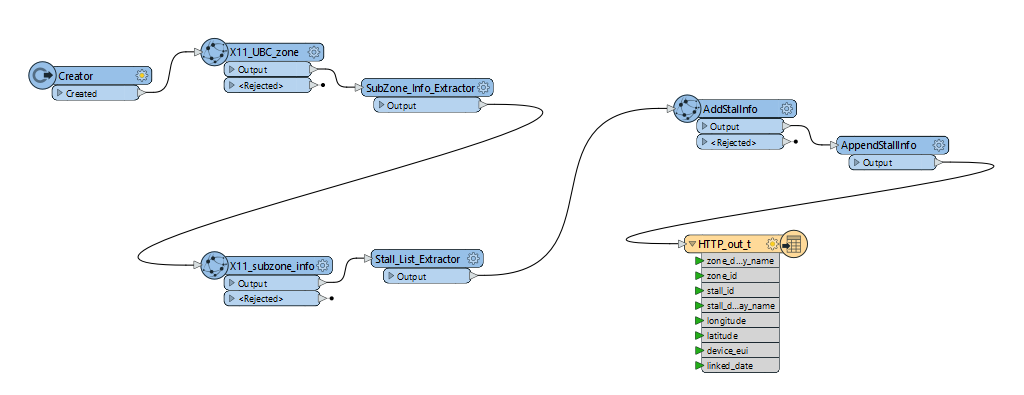 Creator
Created
X11_UBC_zone
Output
<Rejected>
SubZone_Info_Extractor
Output
X11_subzone_info
Output
<Rejected>
Stall_List_Extractor
Output
AddStallInfo
Output
<Rejected>
AppendStallInfo
Output
HTTP_out_t
zone_d...y_name
zone_id
stall_id
stall_d...ay_name
longitude
latitude
device_eui
linked_date